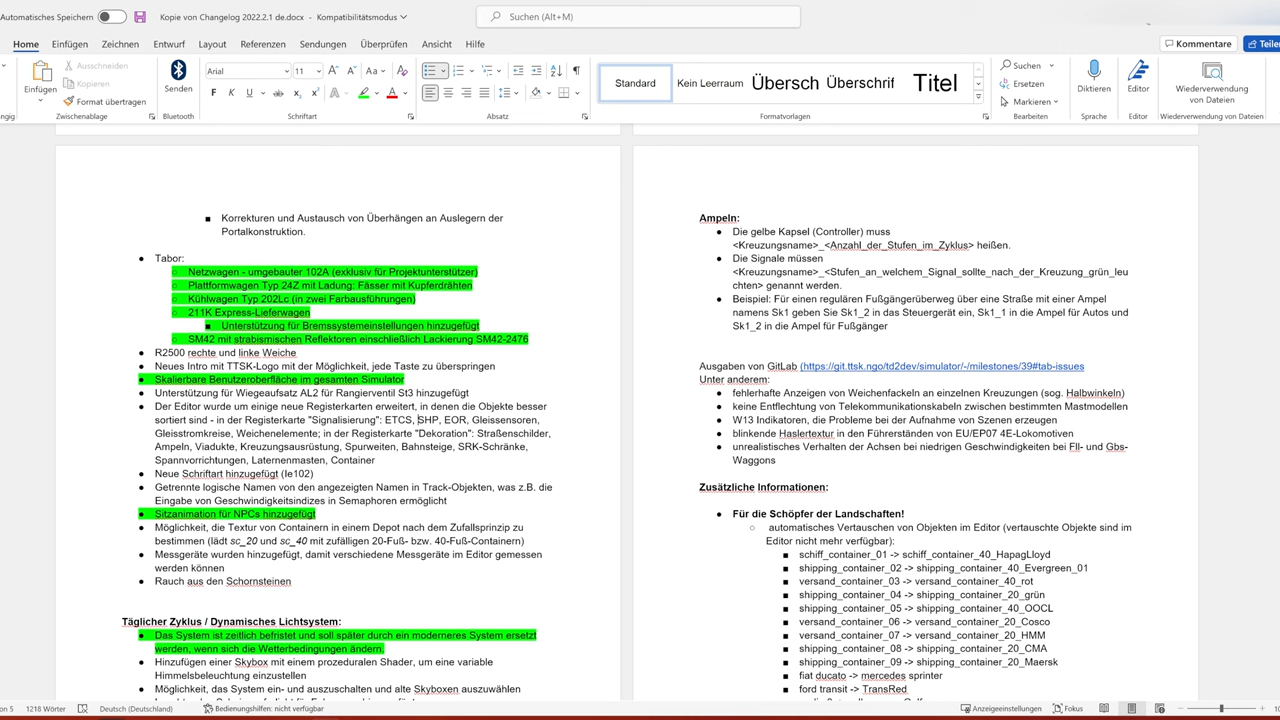 Automatisches Speichern
Kopie von Changelog 2022.2.1 de.docx - Kompatibilitätsmodus
Suchen (Alt+M)
Home Einfügen Zeichnen Entwurf Layout Referenzen Sendungen Überprüfen Ansicht Hilfe
Kommentare
Teilen
Einfügen
Ausschneiden
Kopieren
Format übertragen
Zwischenablage
Senden
Bluetooth
Arial 11
Schriftart
Absatz
Standard Kein Leerraum Übersch Überschrif Titel
Formatvorlagen
Suchen
Ersetzen
Markieren
Bearbeiten
Diktieren
Sprache
Editor
Editor
Wiederverwendung
von Dateien
Wiederverwendung von Dateien
■ Korrekturen und Austausch von Überhängen an Auslegern der
Portalkonstruktion.
● Tabor:
○ Netzwagen - umgebauter 102A (exklusiv für Projektunterstützer)
○ Plattformwagen Typ 24Z mit Ladung: Fässer mit Kupferdrähten
○ Kühlwagen Typ 202Lc (in zwei Farbausführungen)
○ 211K Express-Lieferwagen
■ Unterstützung für Bremssystemeinstellungen hinzugefügt
○ SM42 mit strabismischen Reflektoren einschließlich Lackierung SM42-2476
● R2500 rechte und linke Weiche
● Neues Intro mit TTSK-Logo mit der Möglichkeit, jede Taste zu überspringen
● Skalierbare Benutzeroberfläche im gesamten Simulator
● Unterstützung für Wiegeaufsatz AL2 für Rangierventil St3 hinzugefügt
● Der Editor wurde um einige neue Registerkarten erweitert, in denen die Objekte besser
sortiert sind - in der Registerkarte "Signalisierung": ETCS, SHP, EOR, Gleissensoren,
Gleisstromkreise, Weichenelemente; in der Registerkarte "Dekoration": Straßenschilder,
Ampeln, Viadukte, Kreuzungsausrüstung, Spurweiten, Bahnsteige, SRK-Schränke,
Spannvorrichtungen, Laternenmasten, Container
● Neue Schriftart hinzugefügt (Ie102)
● Getrennte logische Namen von den angezeigten Namen in Track-Objekten, was z.B. die
Eingabe von Geschwindigkeitsindizes in Semaphoren ermöglicht
● Sitzanimation für NPCs hinzugefügt
● Möglichkeit, die Textur von Containern in einem Depot nach dem Zufallsprinzip zu
bestimmen (lädt sc_20 und sc_40 mit zufälligen 20-Fuß- bzw. 40-Fuß-Containern)
● Messgeräte wurden hinzugefügt, damit verschiedene Messgeräte im Editor gemessen
werden können
● Rauch aus den Schornsteinen
Täglicher Zyklus / Dynamisches Lichtsystem:
● Das System ist zeitlich befristet und soll später durch ein moderneres System ersetzt
werden, wenn sich die Wetterbedingungen ändern.
● Hinzufügen einer Skybox mit einem prozeduralen Shader, um eine variable
Himmelsbeleuchtung einzustellen
● Möglichkeit, das System ein- und auszuschalten und alte Skyboxen auszuwählen
Ampeln:
● Die gelbe Kapsel (Controller) muss
<Kreuzungsname>_<Anzahl_der_Stufen_im_Zyklus> heißen.
● Die Signale müssen
<Kreuzungsname>_<Stufen_an_welchem_Signal_sollte_nach_der_Kreuzung_grün_leu
chten> genannt werden.
● Beispiel: Für einen regulären Fußgängerüberweg über eine Straße mit einer Ampel
namens Sk1 geben Sie Sk1_2 in das Steuergerät ein, Sk1_1 in die Ampel für Autos und
Sk1_2 in die Ampel für Fußgänger
Ausgaben von GitLab (https://git.ttsk.ngo/td2dev/simulator/-/milestones/39#tab-issues
Unter anderem:
● fehlerhafte Anzeigen von Weichenfackeln an einzelnen Kreuzungen (sog. Halbwinkeln)
● keine Entflechtung von Telekommunikationskabeln zwischen bestimmten Mastmodellen
● W13 Indikatoren, die Probleme bei der Aufnahme von Szenen erzeugen
● blinkende Haslertextur in den Führerständen von EU/EP07 4E-Lokomotiven
● unrealistisches Verhalten der Achsen bei niedrigen Geschwindigkeiten bei Fll- und Gbs-
Waggons
Zusätzliche Informationen:
● Für die Schöpfer der Landschaften!
○ automatisches Vertauschen von Objekten im Editor (vertauschte Objekte sind im
Editor nicht mehr verfügbar):
■ schiff_container_01 -> schiff_container_40_HapagLloyd
■ shipping_container_02 -> shipping_container_40_Evergreen_01
■ versand_container_03 -> versand_container_40_rot
■ shipping_container_04 -> shipping_container_20_grün
■ shipping_container_05 -> shipping_container_40_OOCL
■ versand_container_06 -> versand_container_20_Cosco
■ versand_container_07 -> versand_container_20_HMM
■ shipping_container_08 -> shipping_container_20_CMA
■ shipping_container_09 -> shipping_container_20_Maersk
■ fiat ducato -> mercedes sprinter
■ ford transit -> TransRed
on 5 1218 Wörter Deutsch (Deutschland) Bedienungshilfen: nicht verfügbar
Anzeigeeinstellungen Fokus